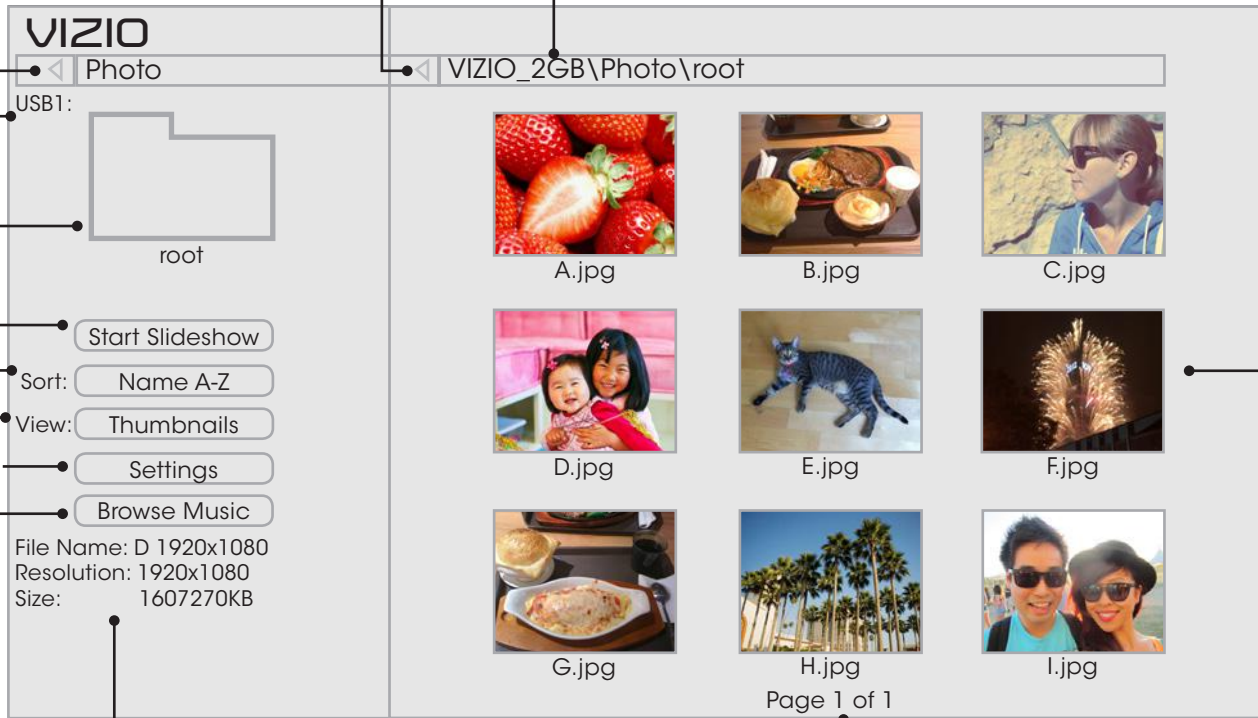 VIZIO
Photo
VIZIO_2GB\Photo\root
USB1:
root
Start Slideshow
Sort: Name A-Z
View: Thumbnails
Settings
Browse Music
File Name: D 1920x1080
Resolution: 1920x1080
Size: 1607270KB
A.jpg
B.jpg
C.jpg
D.jpg
E.jpg
F.jpg
G.jpg
H.jpg
I.jpg
Page 1 of 1